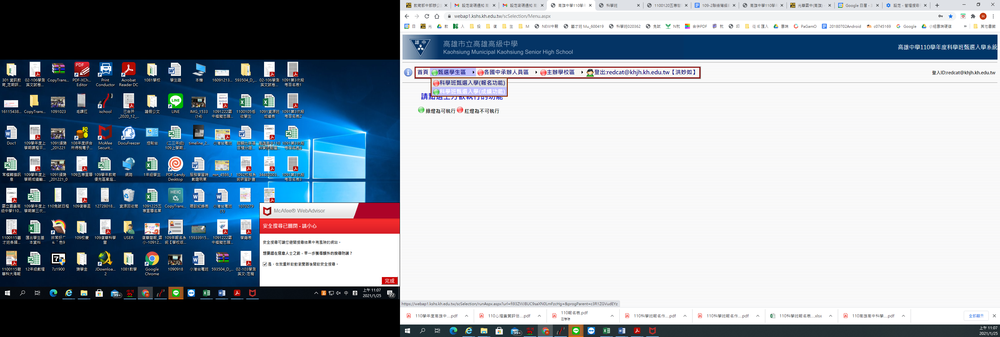 301 資訊教
育_定期評...
02-106學測
英文試卷...
CopyTrans...
PDF-XCh...
Editor
Print
Conductor
Acrobat
Reader DC
1081學校
學生證
本機
16091213...
593504_D_...
02-106學測
英文試卷...
1091第3次段
考百名表1
16115438...
CopyTrans...
1091023
毛課扛
ischool
已合并
_2020_12_...
請假公文
LINE
IMG_1533
(14)
1091222國
中模擬志願...
1100105低
收學生
1091資源班
成績表
1091第3次段
考百名表2
Doc1
109學年度上
學期課程平...
1091頒獎
_201221
108年度綜合
所得稅電子...
McAfee
Securit...
DocuFreezer
控制台
(二三年級)
109上學期...
timeline_2...
小港台電班
超額比序項
目積分證...
高雄高中110
科學班甄選...
1091第3次段
考百名表3
常模轉換訊
息
109學年度上
學期成績輸...
1091頒獎
_201221_0
109五專宣導
109學年教育
優先區家庭...
網路
1年級學生
PDF Candy
Desktop
服務學習時
數證明單
nsn_4586_1
1092校務系
統研習計畫
34482003...
1091第3次段
考百名表3
國立嘉義高
級中學110...
109學年度上
學期第三次...
110免試日程
109復華盃
12728018...
資源回收筒
1091225五
專宣導名單
CopyTrans...
晤談紀錄表
小港台電班
(1)
1070279
1100115藝
才班各類...
匯出學生基
本資料
非常好ㄏ
ㄠˇ色9
109校慶
109復華科學
營
USER
復華簡報_國
小-10912...
109年報名系
統【學校版...
15933915...
1091222國
中模擬志願...
學籍表
1100115龍
華科大海報
12年級數理
7z1900
獎學金
JDownloa...
2
1081教學
Google
Chrome
1090918
小港台電班
593504_D_...
02-103學測
英文-定稿
McAfee® WebAdvisor
安全搜尋已關閉 - 請小心
安全搜尋可讓您避開搜尋結果中有風險的網站。
想要趕在惡意人士之前，早一步獲得額外的搜尋防護？
是，在我重新啟動瀏覽器後開啟安全搜尋。
完成
99+
中
上午 11:07
2021/1/25
22
教育部中部辦公
設定密碼通知 高
設定密碼通知 高
高雄中學110學年
科學班
1100120五專簡
109-2聯絡簿編
高雄中學110學年
光華國中(高雄)
Google 日曆 - 3
設定 - 管理搜尋
webap1.kshs.kh.edu.tw/scSelection/Menu.aspx
日
光
教
人
投
復
生
M
NEW中輟
藝才班 Mu_600419
科學班020362
免試
N就
合併PDF
就
印
從 IE 匯入
雲端
PaGamO
20180702Android
c0745169
Google
小組雲端硬碟
»
其他書籤
雄中
高雄市立高雄高級中學
Kaohsiung Municipal Kaohsiung Senior High School
高雄中學110學年度科學班甄選入學系統
首頁
甄選學生區
各國中承辦人員區
主辦學校區
登出:redcat@khjh.kh.edu.tw【洪妙如】
登入ID:redcat@khjh.kh.edu.tw
科學班甄選入學(報名功能)
科學班甄選入學(成績功能)
請點選上方欲執行的功能
綠燈為可執行
紅燈為不可執行
https://webap1.kshs.kh.edu.tw/scSelection/runAspx.aspx?url=fi93ZWJBUC9saXN0LmFzcHg=&progParent=c3R1ZGVudEYz
110學年度高雄中....pdf
110心理素質評估....pdf
110報名表.pdf
已移除
110科學班報名作....pdf
110科學班報名作....pdf
110科學班報名表....xlsx
110高雄高中科學....pdf
全部顯示
99+
上午 11:07
2021/1/25